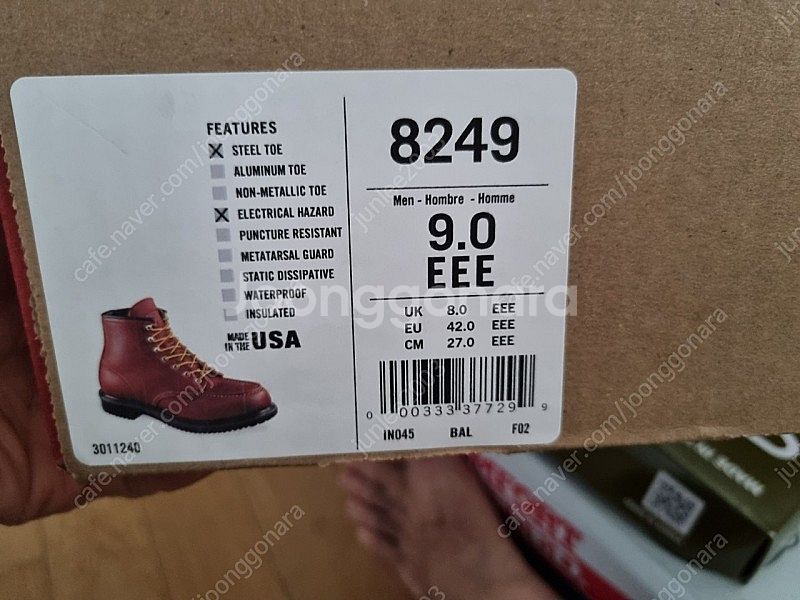 FEATURES
STEEL TOE
ALUMINUM TOE
NON-METALLIC TOE
ELECTRICAL HAZARD
PUNCTURE RESISTANT
METATARSAL GUARD
STATIC DISSIPATIVE
WATERPROOF
INSULATED
MADE IN THE USA
3011240
8249
Men - Hombre - Homme
9.0
EEE
UK 8.0 EEE
EU 42.0 EEE
CM 27.0 EEE
0 00333 37729 9
IN045 BAL F02
joonggonara
cafe.naver.com/joonggonara